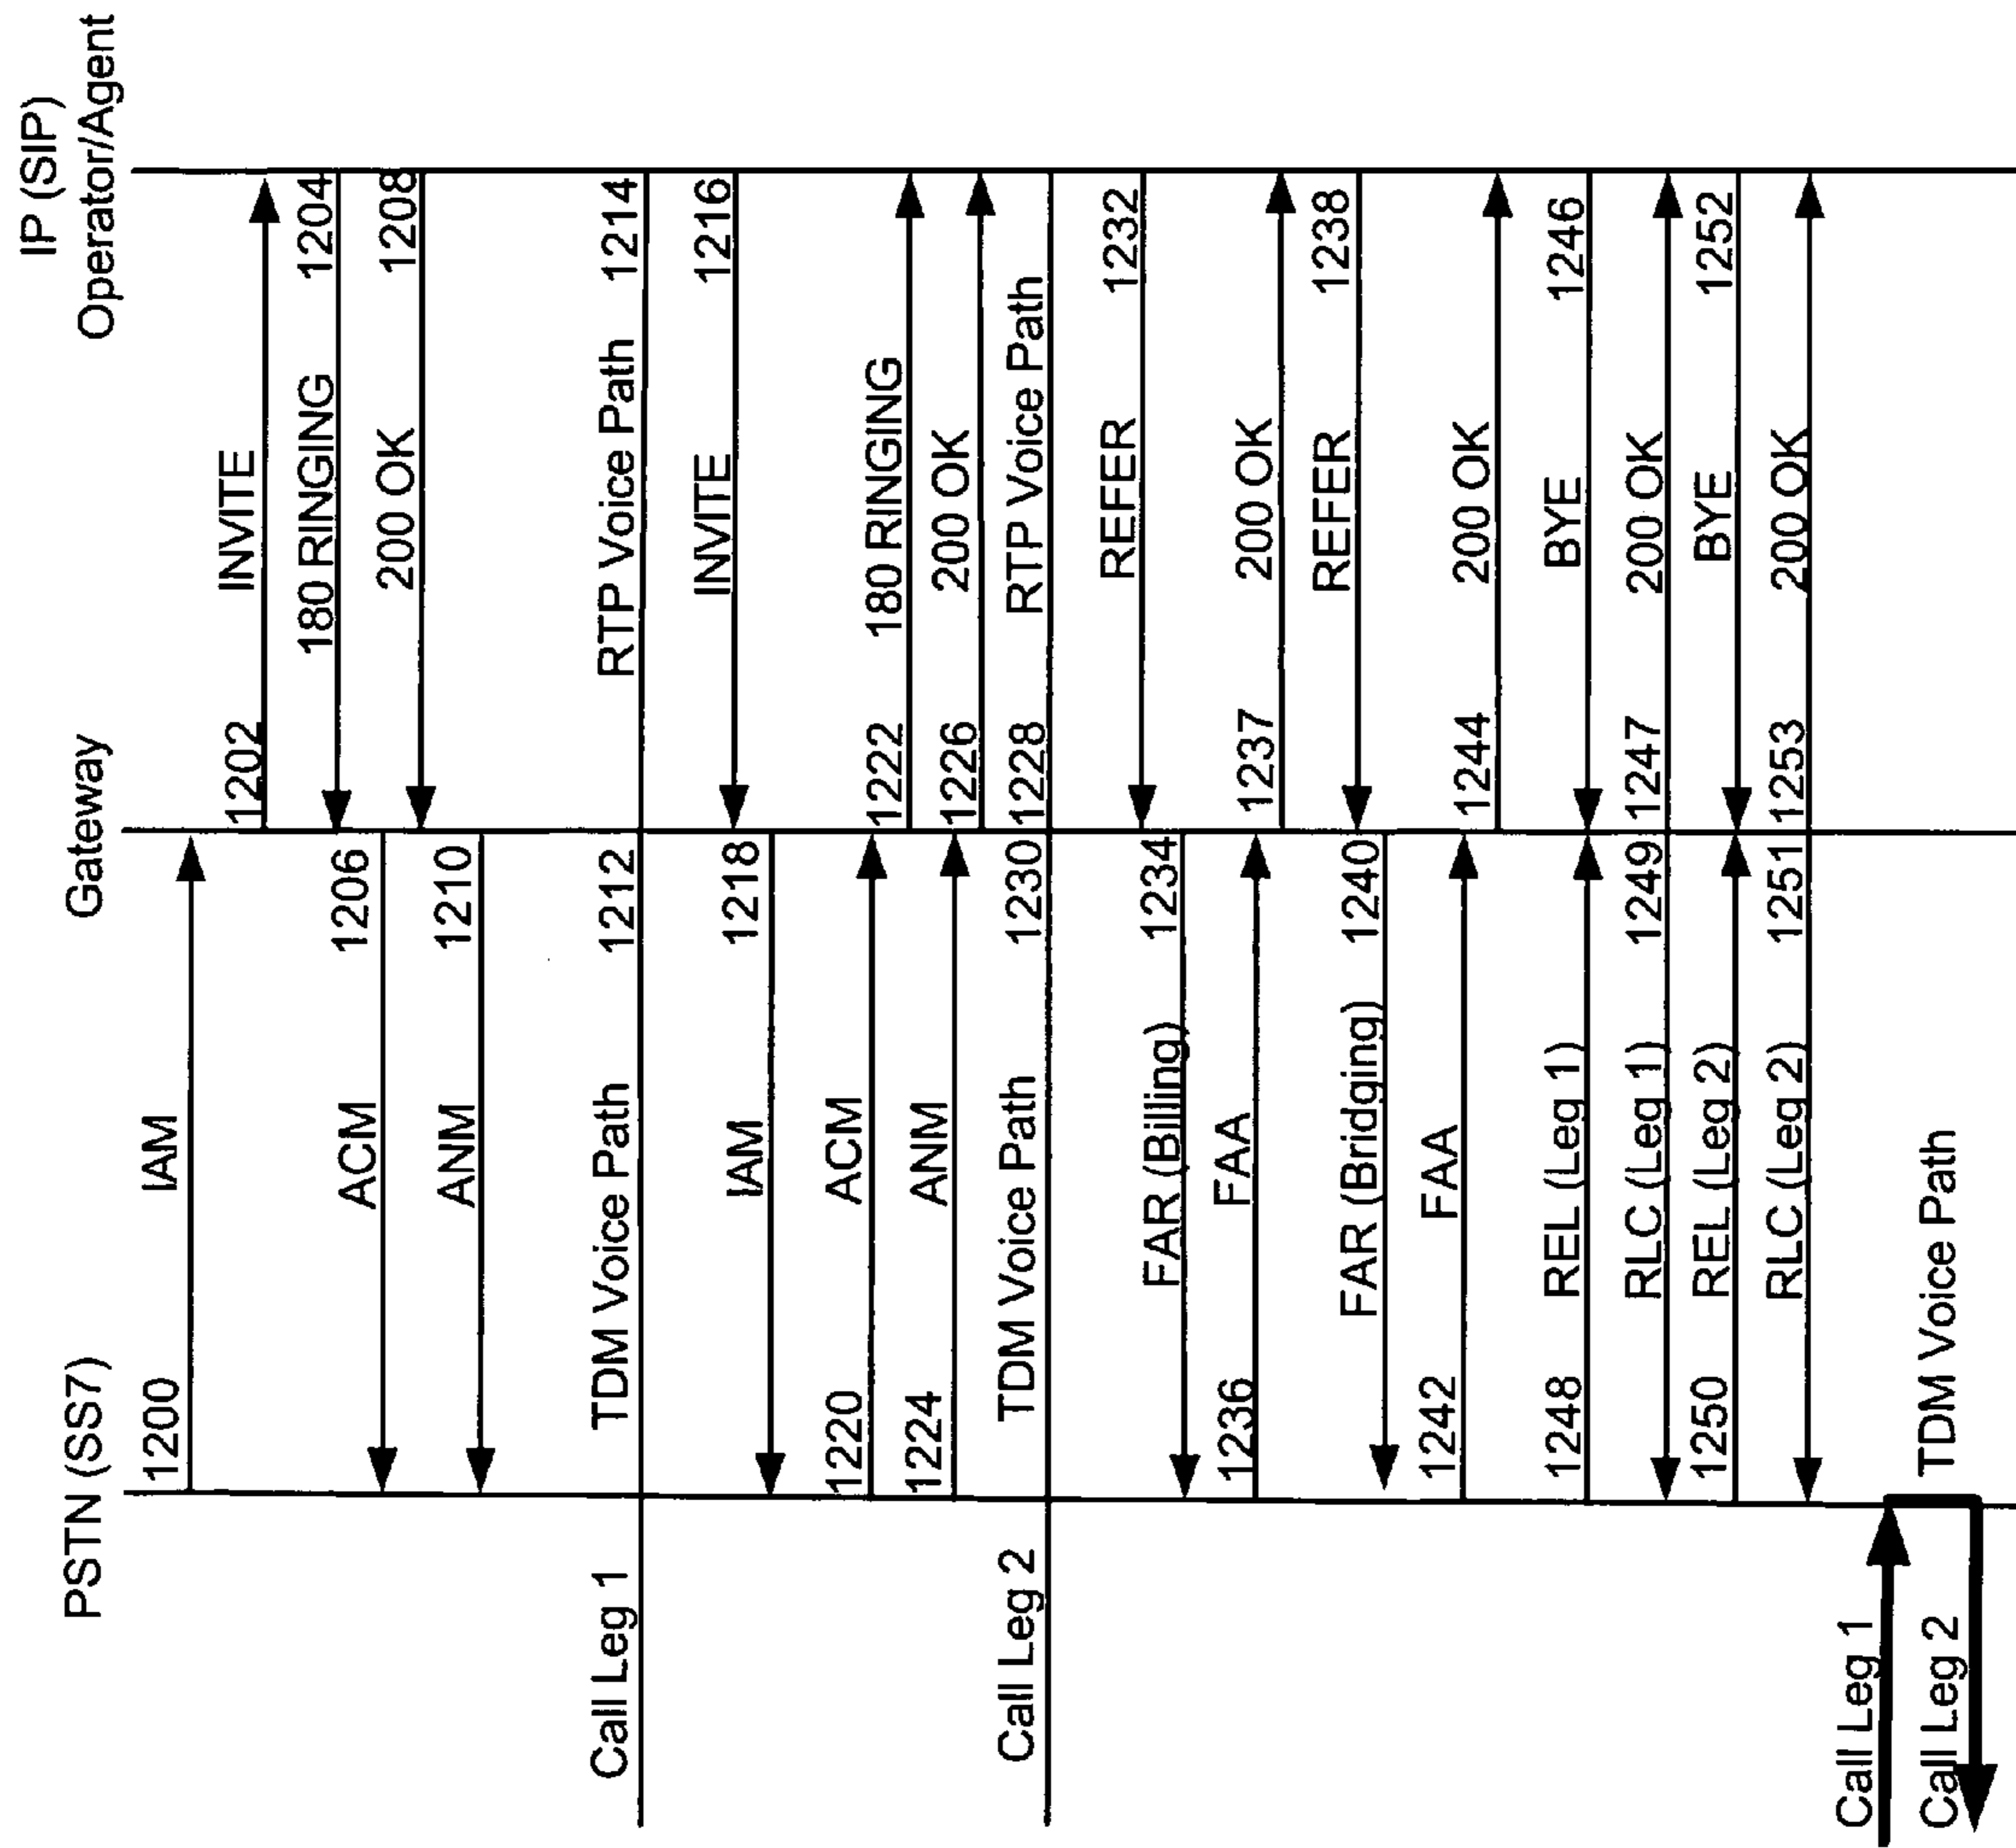 PSTN (SS7)
Gateway
IP (SIP)
Operator/Agent
1200
IAM
1202
INVITE
180 RINGING
1204
ACM
1206
200 OK
1208
ANM
1210
Call Leg 1
TDM Voice Path
1212
RTP Voice Path
1214
INVITE
1216
IAM
1218
1220
ACM
1222
180 RINGING
1224
ANM
1226
200 OK
Call Leg 2
TDM Voice Path
1230
1228
RTP Voice Path
REFER
1232
FAR (Billing)
1234
1236
FAA
1237
200 OK
REFER
1238
FAR (Bridging)
1240
1242
FAA
1244
200 OK
1248
REL (Leg 1)
BYE
1246
RLC (Leg 1)
1249
1247
200 OK
1250
REL (Leg 2)
BYE
1252
RLC (Leg 2)
1251
1253
200 OK
Call Leg 1
Call Leg 2
TDM Voice Path